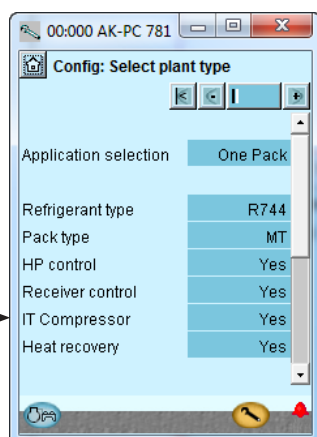 00:000 AK-PC 781
Config: Select plant type
Application selection One Pack
Refrigerant type R744
Pack type MT
HP control Yes
Receiver control Yes
IT Compressor Yes
Heat recovery Yes